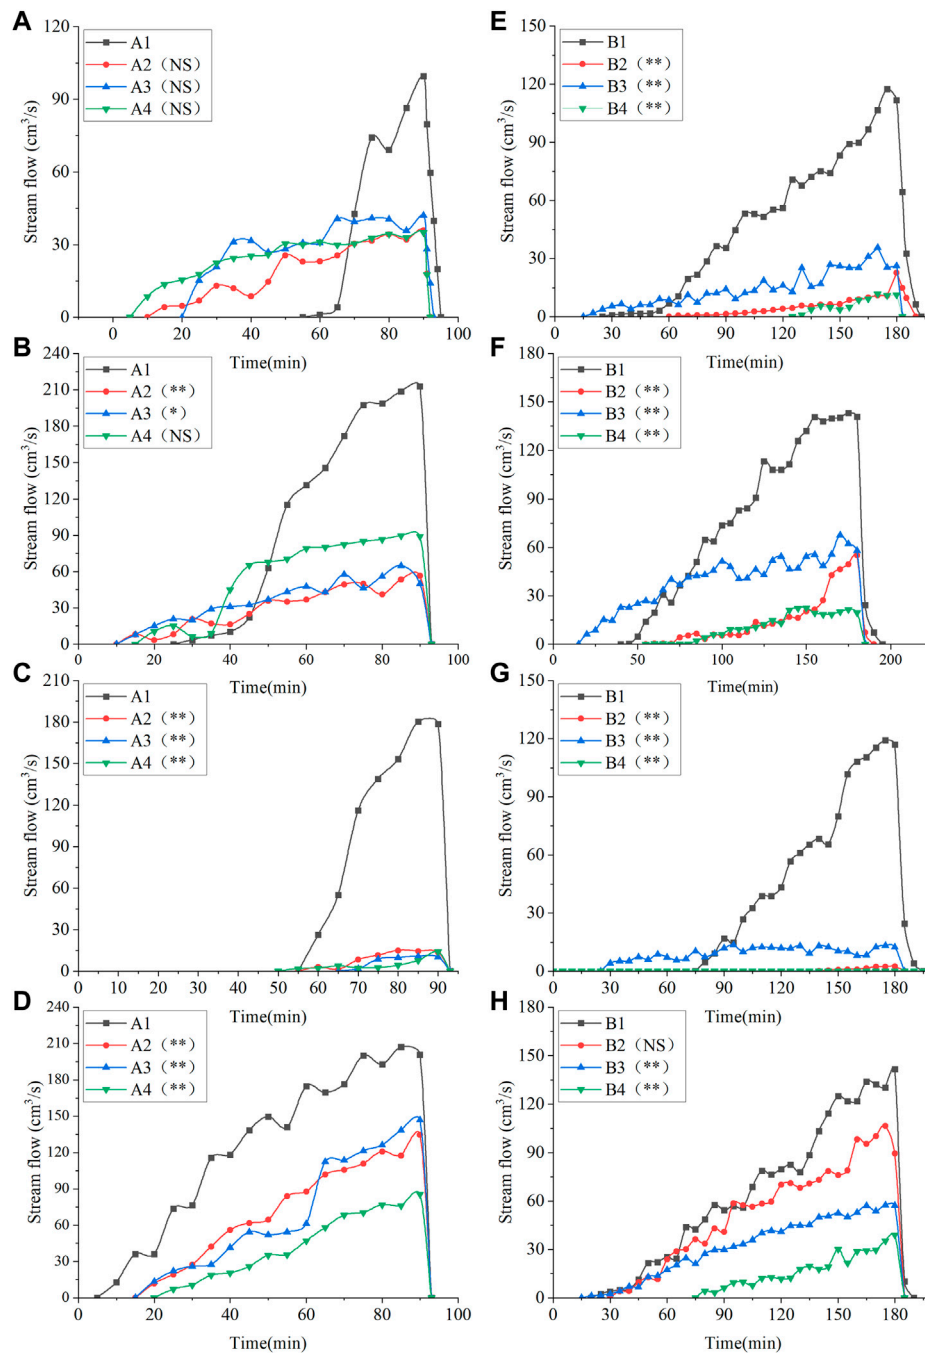 A
Stream flow (cm³/s)
120
90
60
30
0
A1
A2（NS）
A3（NS）
A4（NS）
0 20 40 60 80 100
Time(min)
E
Stream flow (cm³/s)
150
120
90
60
30
0
B1
B2（**）
B3（**）
B4（**）
0 30 60 90 120 150 180
Time(min)
B
Stream flow (cm³/s)
240
210
180
150
120
90
60
30
0
A1
A2（**）
A3（*）
A4（NS）
0 20 40 60 80 100
Time(min)
F
Stream flow (cm³/s)
180
150
120
90
60
30
0
B1
B2（**）
B3（**）
B4（**）
0 50 100 150 200
Time(min)
C
Stream flow (cm³/s)
210
180
150
120
90
60
30
0
A1
A2（**）
A3（**）
A4（**）
0 10 20 30 40 50 60 70 80 90
Time(min)
G
Stream flow (cm³/s)
150
120
90
60
30
0
B1
B2（**）
B3（**）
B4（**）
0 30 60 90 120 150 180
Time(min)
D
Stream flow (cm³/s)
240
210
180
150
120
90
60
30
0
A1
A2（**）
A3（**）
A4（**）
0 20 40 60 80 100
Time(min)
H
Stream flow (cm³/s)
180
150
120
90
60
30
0
B1
B2（NS）
B3（**）
B4（**）
0 30 60 90 120 150 180
Time(min)